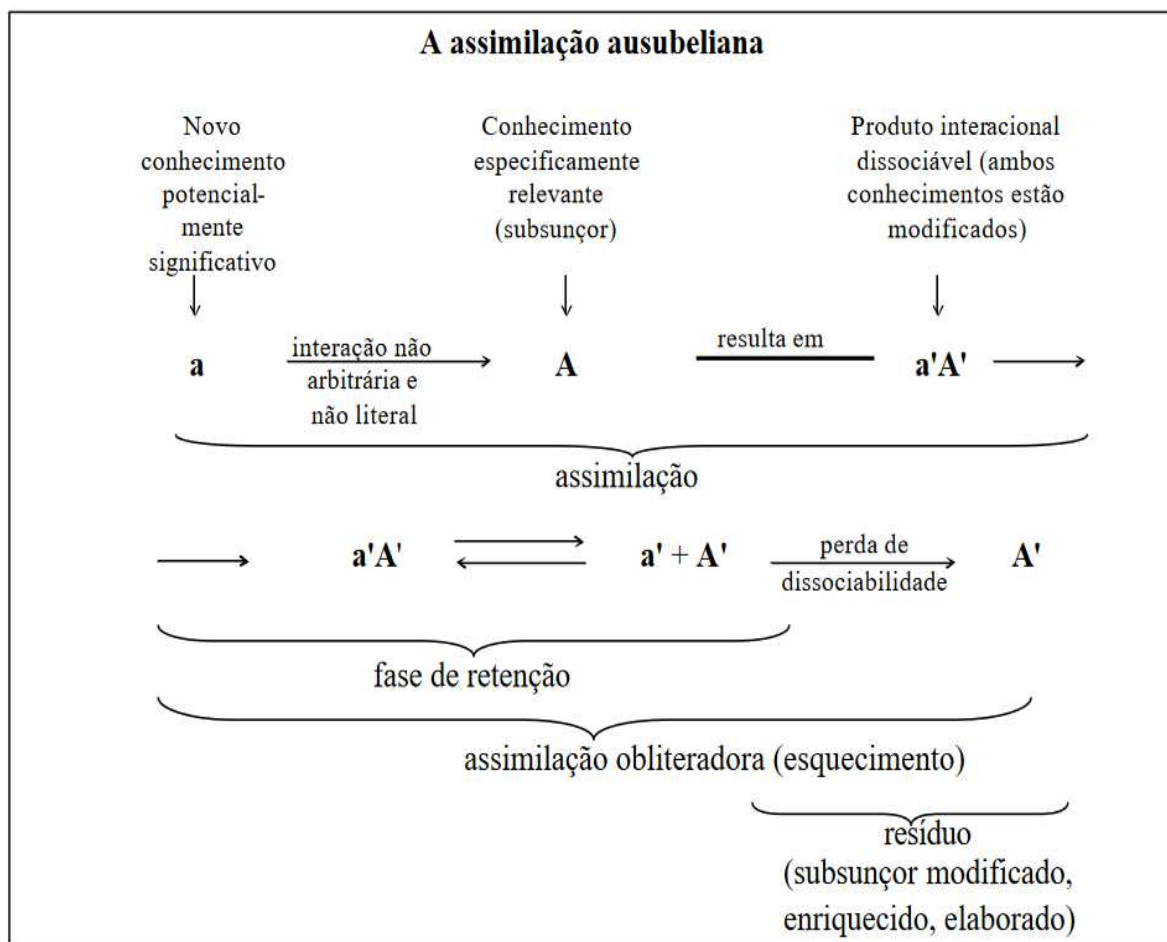 A assimilação ausubeliana
Novo
conhecimento
potencial-
mente
significativo
Conhecimento
especificamente
relevante
(subsunçor)
Produto interacional
dissociável (ambos
conhecimentos estão
modificados)
a
interação não
arbitrária e
não literal
A
resulta em
a'A'
assimilação
a'A'
a' + A'
perda de
dissociabilidade
A'
fase de retenção
assimilação obliteradora (esquecimento)
resíduo
(subsunçor modificado,
enriquecido, elaborado)